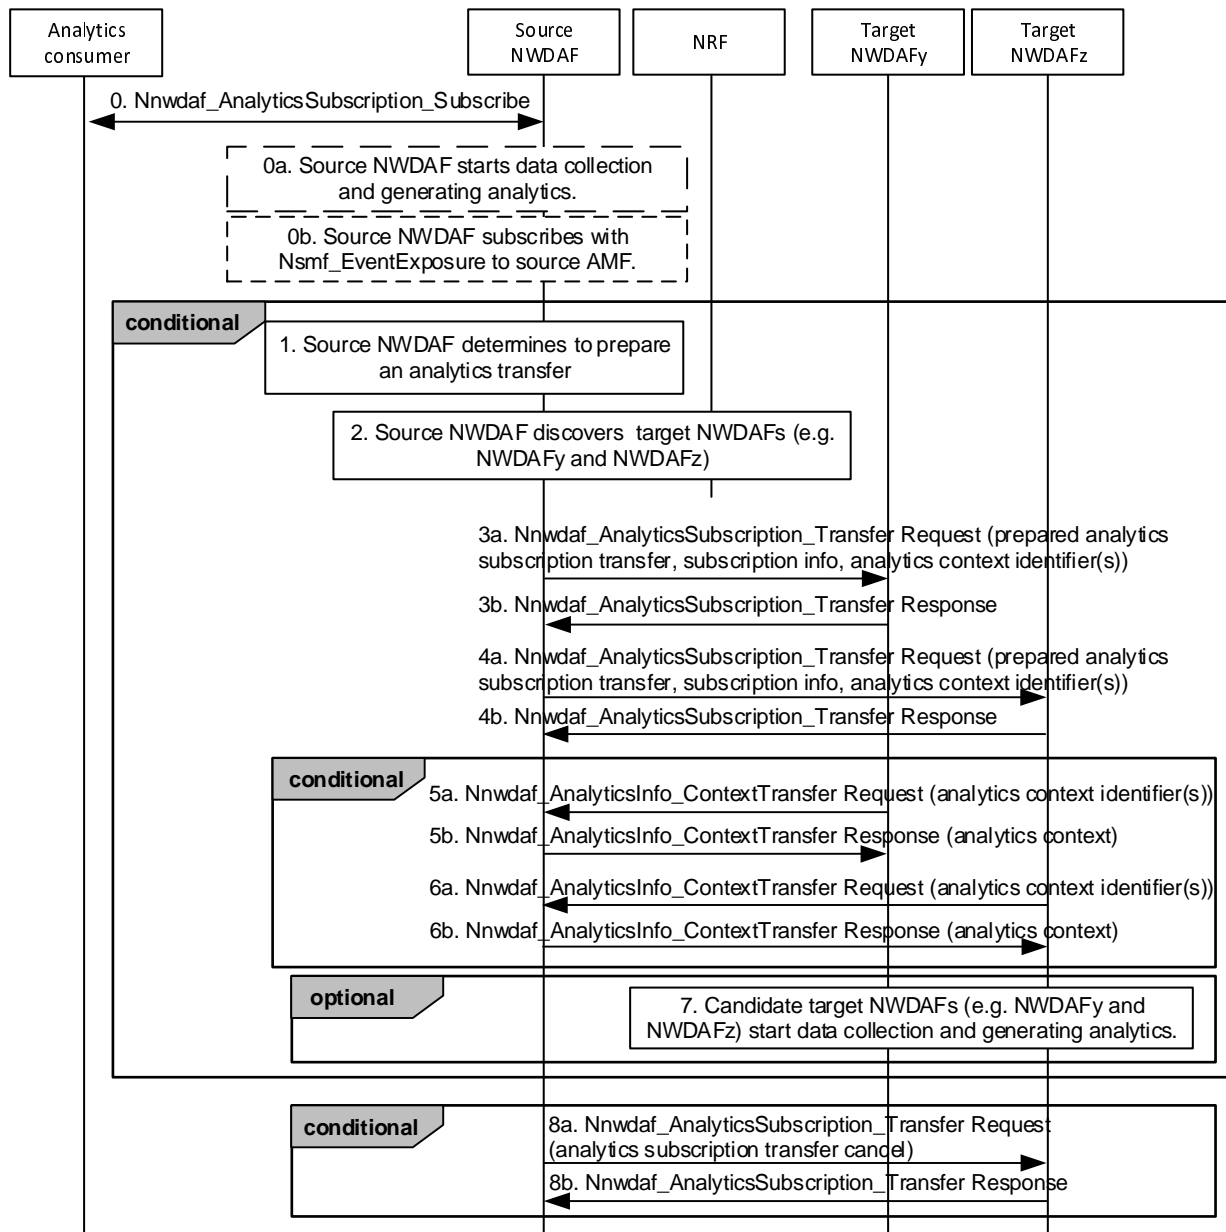 Analytics
consumer
Source
NWDAF
NRF
Target
NWDAFy
Target
NWDAFz
0. Nnwdaf_AnalyticsSubscription_Subscribe
0a. Source NWDAF starts data collection
and generating analytics.
0b. Source NWDAF subscribes with
Nsmf_EventExposure to source AMF.
conditional
1. Source NWDAF determines to prepare
an analytics transfer
2. Source NWDAF discovers target NWDAFs (e.g.
NWDAFy and NWDAFz)
3a. Nnwdaf_AnalyticsSubscription_Transfer Request (prepared analytics
subscription transfer, subscription info, analytics context identifier(s))
3b. Nnwdaf_AnalyticsSubscription_Transfer Response
4a. Nnwdaf_AnalyticsSubscription_Transfer Request (prepared analytics
subscription transfer, subscription info, analytics context identifier(s))
4b. Nnwdaf_AnalyticsSubscription_Transfer Response
conditional
5a. Nnwdaf_AnalyticsInfo_ContextTransfer Request (analytics context identifier(s))
5b. Nnwdaf_AnalyticsInfo_ContextTransfer Response (analytics context)
6a. Nnwdaf_AnalyticsInfo_ContextTransfer Request (analytics context identifier(s))
6b. Nnwdaf_AnalyticsInfo_ContextTransfer Response (analytics context)
optional
7. Candidate target NWDAFs (e.g. NWDAFy and
NWDAFz) start data collection and generating analytics.
conditional
8a. Nnwdaf_AnalyticsSubscription_Transfer Request
(analytics subscription transfer cancel)
8b. Nnwdaf_AnalyticsSubscription_Transfer Response